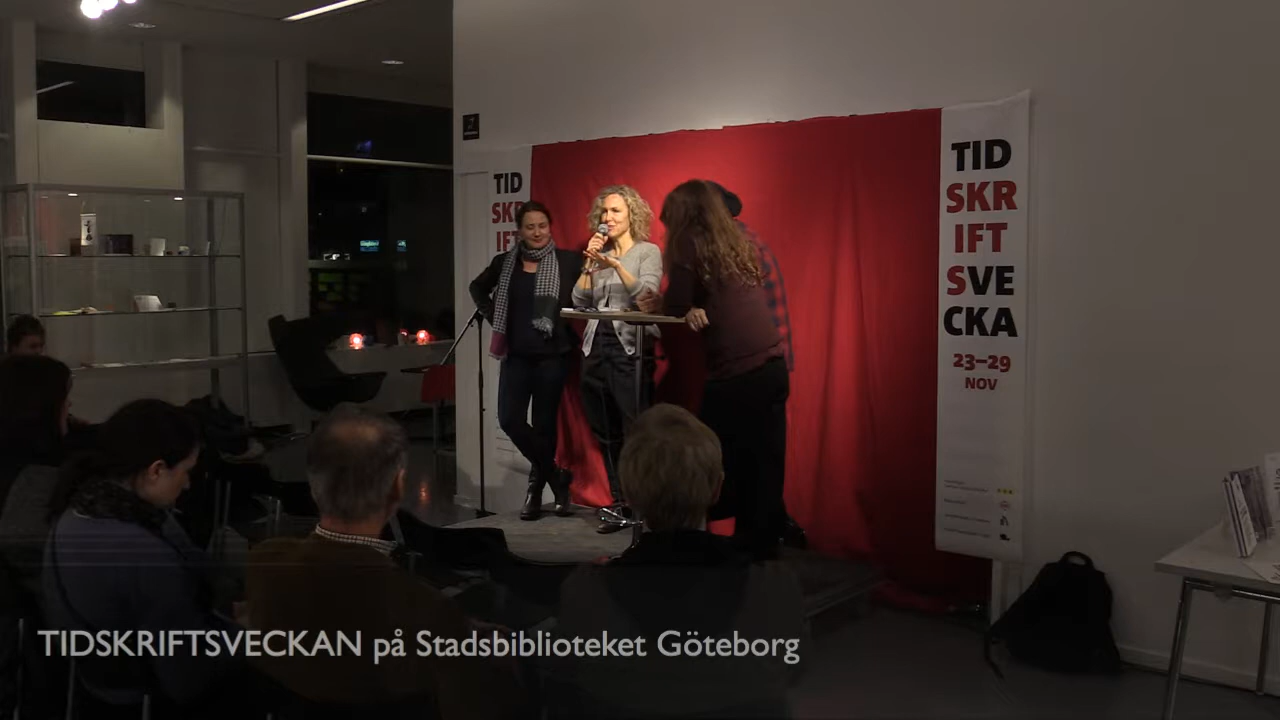 TID
SKR
IFT
TID
SKR
IFT
SVE
CKA
23–29
NOV
TIDSKRIFTSVECKAN på Stadsbiblioteket Göteborg